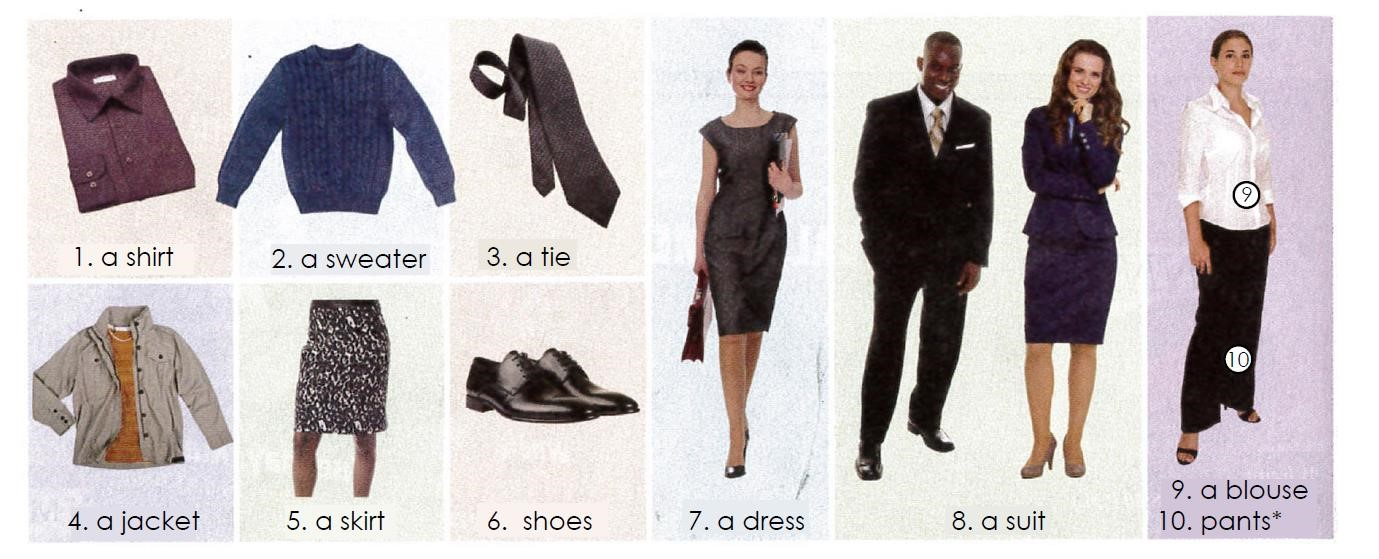 1. a shirt
2. a sweater
3. a tie
4. a jacket
5. a skirt
6. shoes
7. a dress
8. a suit
9
10
9. a blouse
10. pants*